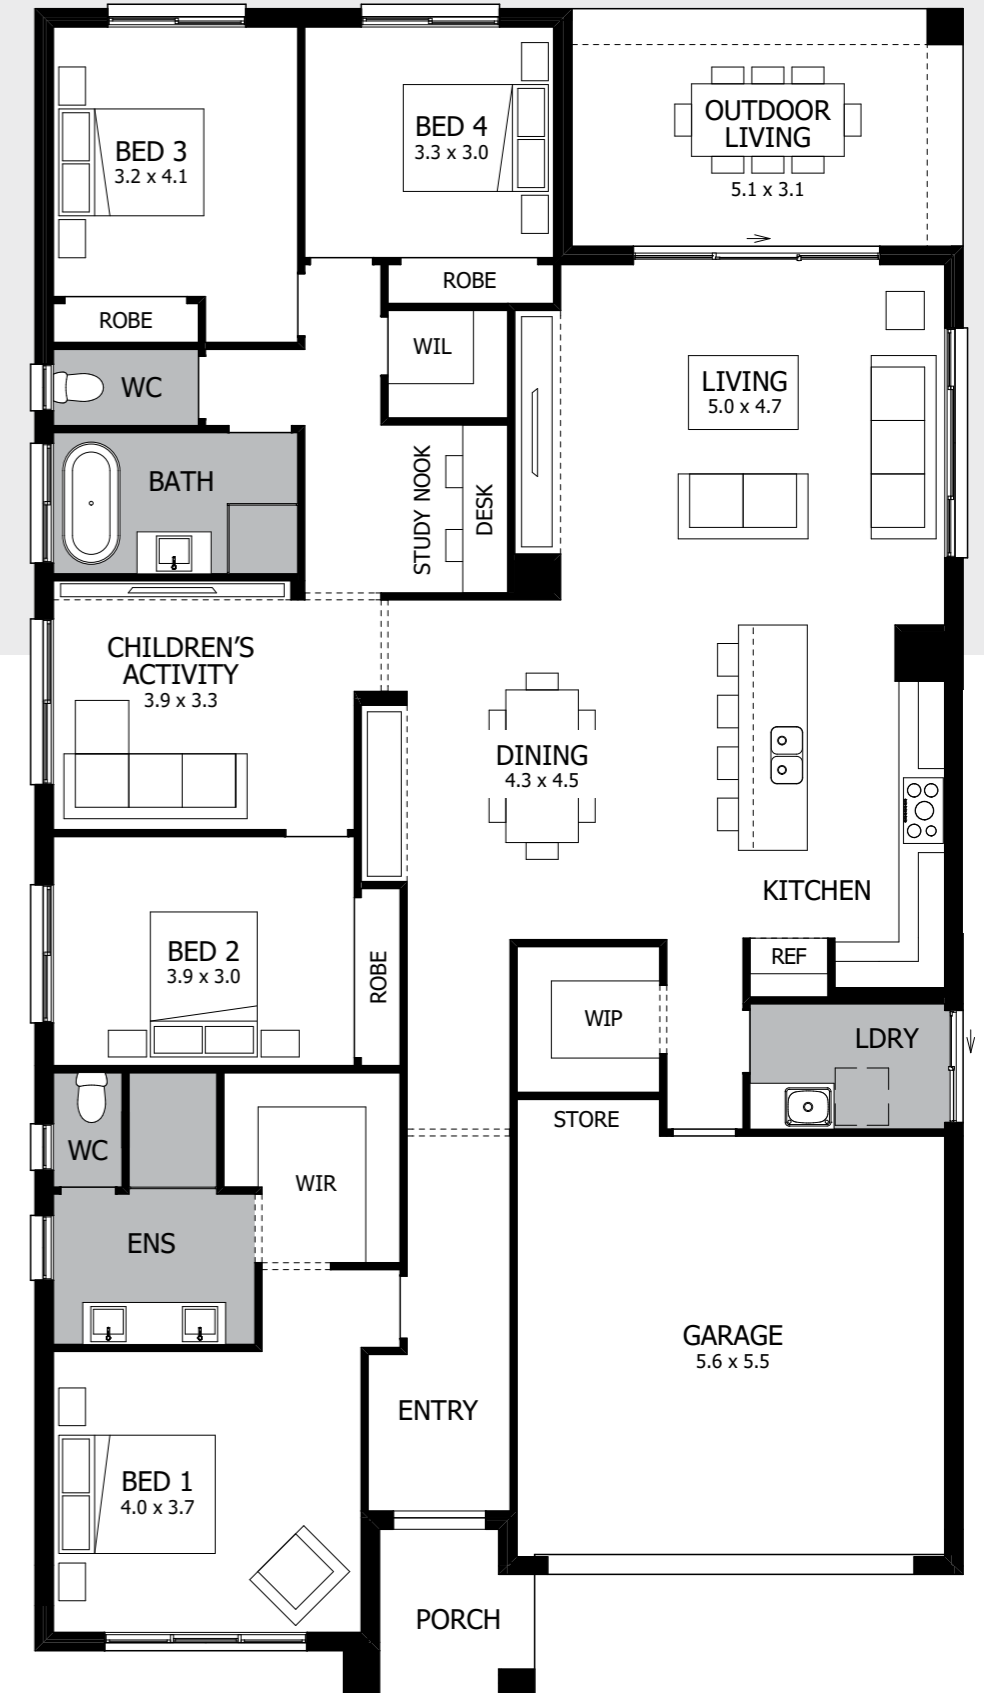 BED 3
3.2 x 4.1
BED 4
3.3 x 3.0
OUTDOOR
LIVING
5.1 x 3.1
ROBE
ROBE
WIL
WC
LIVING
5.0 x 4.7
BATH
STUDY NOOK
DESK
CHILDREN'S
ACTIVITY
3.9 x 3.3
DINING
4.3 x 4.5
KITCHEN
BED 2
3.9 x 3.0
ROBE
REF
WIP
LDRY
STORE
WC
WIR
ENS
GARAGE
5.6 x 5.5
ENTRY
BED 1
4.0 x 3.7
PORCH